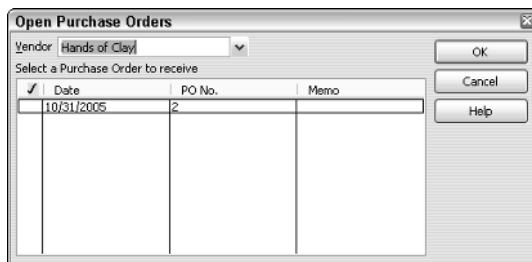 Open Purchase Orders
Vendor Hands of Clay
Select a Purchase Order to receive
✓ Date PO No. Memo
10/31/2005 2
OK
Cancel
Help